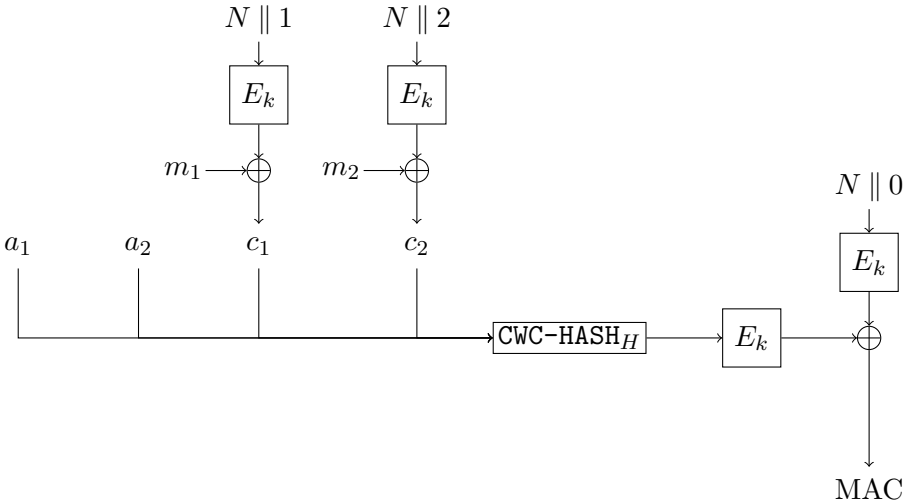 N ∥ 1 N ∥ 2
E_k E_k
m_1 m_2
N ∥ 0
a_1 a_2 c_1 c_2
E_k
CWC-HASH_H E_k
MAC